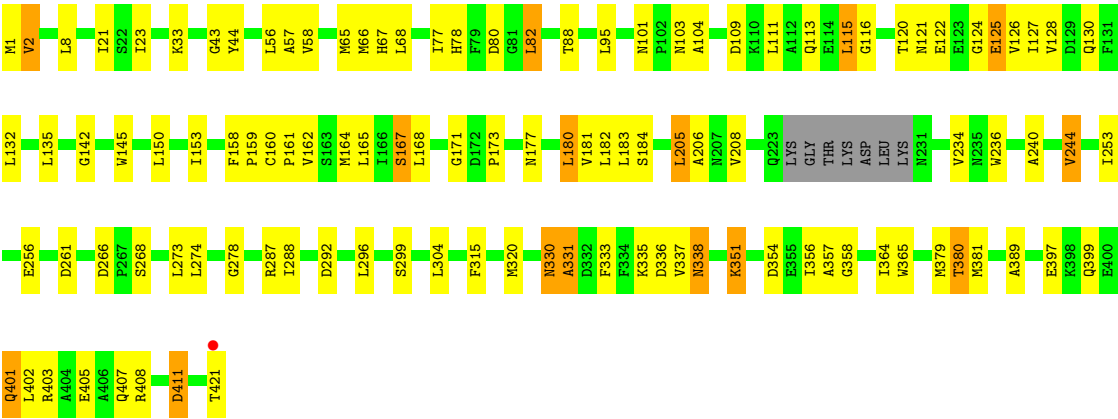 M1 V2 L8 I21 S22 I23 K33 G43 Y44 L56 A57 V58 M65 M66 H67 L68 I77 H78 F79 D80 G81 L82 T88 L95 N101 P102 N103 A104 D109 K110 L111 A112 Q113 E114 L115 G116 T120 N121 E122 E123 G124 E125 V126 I127 V128 D129 Q130 F131
L132 L135 G142 W145 L150 I153 F158 P159 C160 P161 V162 S163 M164 L165 I166 S167 L168 G171 D172 P173 N177 L180 V181 L182 L183 S184 L205 A206 N207 V208 Q223 LYS GLY THR LYS ASP LEU LYS N231 V234 N235 W236 A240 V244 I253
E256 D261 D266 P267 S268 L273 L274 G278 R287 I288 D292 L296 S299 L304 F315 M320 N330 A331 D332 F333 F334 K335 D336 V337 N338 K351 D354 E355 I356 A357 G358 I364 W365 M379 T380 M381 A389 E397 K398 Q399 E400
Q401 L402 R403 A404 E405 A406 Q407 R408 D411 T421